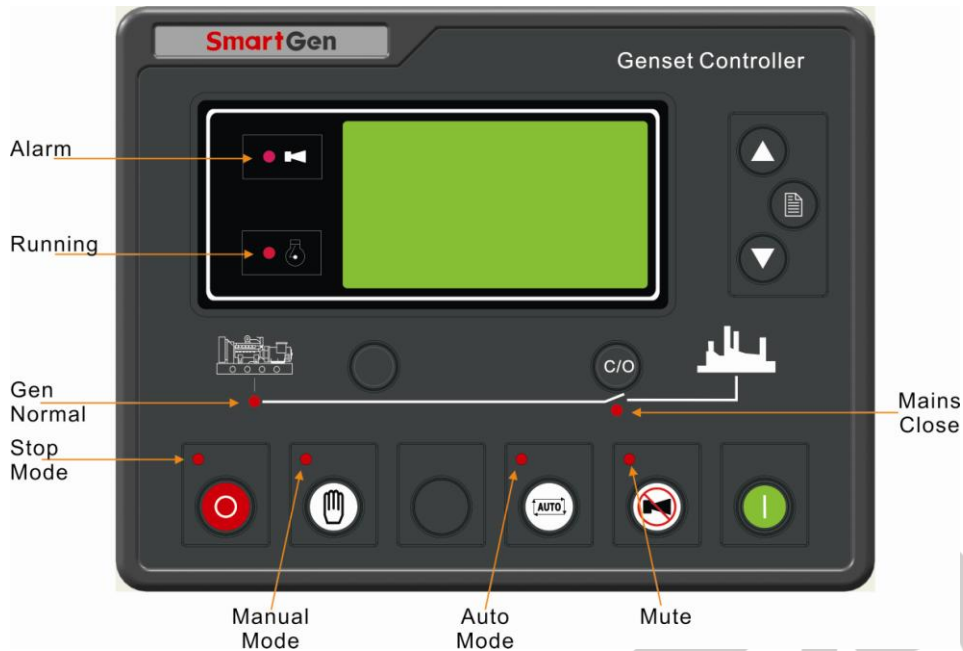 SmartGen
Genset Controller
Alarm
Running
C/O
Gen
Normal
Mains
Close
Stop
Mode
AUTO
Manual
Mode
Auto
Mode
Mute